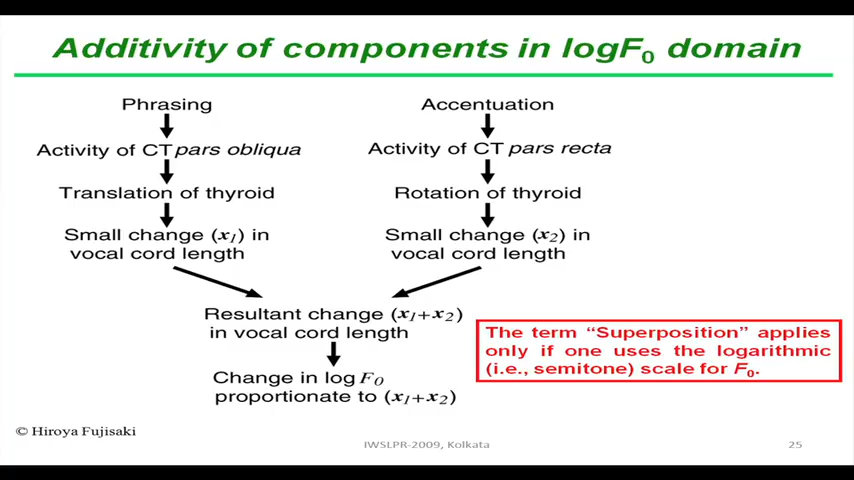 Additivity of components in logF₀ domain
Phrasing
Activity of CT pars obliqua
Translation of thyroid
Small change (x₁) in
vocal cord length
Accentuation
Activity of CT pars recta
Rotation of thyroid
Small change (x₂) in
vocal cord length
Resultant change (x₁+x₂)
in vocal cord length
Change in log F₀
proportionate to (x₁+x₂)
The term “Superposition” applies
only if one uses the logarithmic
(i.e., semitone) scale for F₀.
© Hiroya Fujisaki
IWSLPR-2009, Kolkata
25